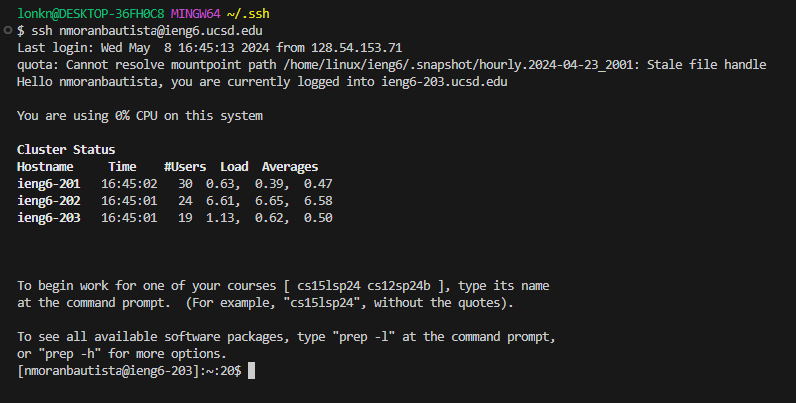 lonkn@DESKTOP-36FH0C8 MINGW64 ~/.ssh
$ ssh nmoranbautista@ieng6.ucsd.edu
Last login: Wed May  8 16:45:13 2024 from 128.54.153.71
quota: Cannot resolve mountpoint path /home/linux/ieng6/.snapshot/hourly.2024-04-23_2001: Stale file handle
Hello nmoranbautista, you are currently logged into ieng6-203.ucsd.edu
You are using 0% CPU on this system
Cluster Status
Hostname     Time    #Users  Load  Averages
ieng6-201   16:45:02   30  0.63,  0.39,  0.47
ieng6-202   16:45:01   24  6.61,  6.65,  6.58
ieng6-203   16:45:01   19  1.13,  0.62,  0.50
To begin work for one of your courses [ cs15lsp24 cs12sp24b ], type its name
at the command prompt.  (For example, "cs15lsp24", without the quotes).
To see all available software packages, type "prep -l" at the command prompt,
or "prep -h" for more options.
[nmoranbautista@ieng6-203]:~:20$